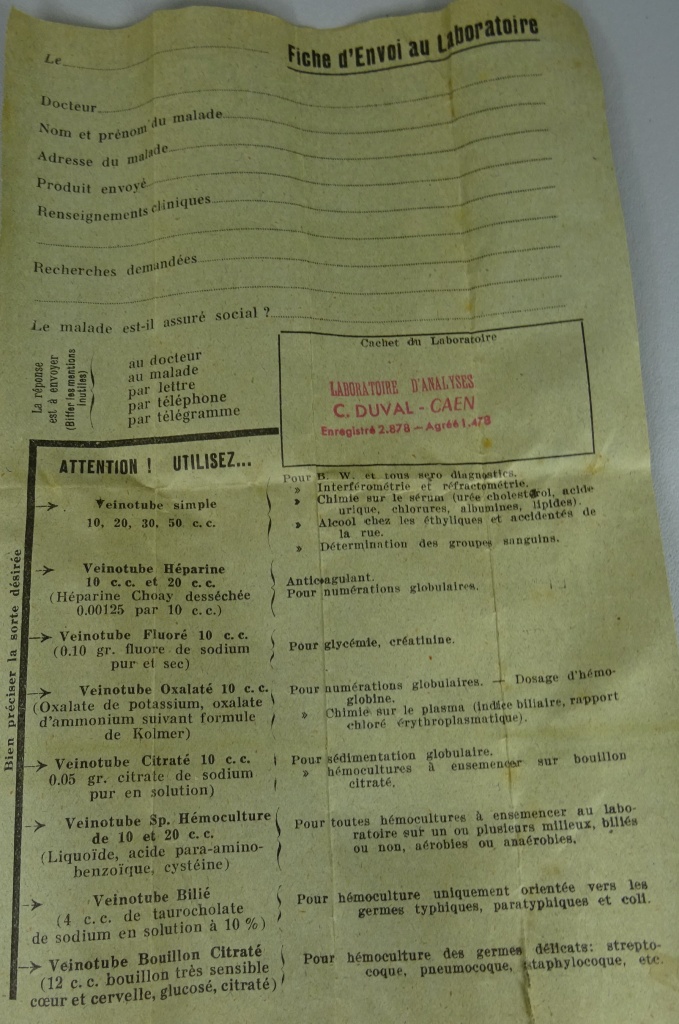 Fiche d'Envoi au Laboratoire
Le
Docteur
Nom et prénom du malade
Adresse du malade
Produit envoyé
Renseignements cliniques
Recherches demandées
Le malade est-il assuré social ?
La réponse
est à envoyer
(Biffer les mentions
inutiles)
au docteur
au malade
par lettre
par téléphone
par télégramme
Cachet du Laboratoire
LABORATOIRE D'ANALYSES
C. DUVAL - CAEN
Enregistré 2.878 — Agréé 1.478
ATTENTION ! UTILISEZ...
Bien préciser la sorte désirée
Veinotube simple
10, 20, 30, 50 c. c.
Pour B. W. et tous sero diagnostics.
» Interférométrie et réfractométrie.
» Chimie sur le sérum (urée cholestérol, acide
urique, chlorures, albumines, lipides).
» Alcool chez les éthyliques et accidentés de
la rue.
» Détermination des groupes sanguins.
Veinotube Héparine
10 c. c. et 20 c. c.
(Héparine Choay desséchée
0.00125 par 10 c. c.)
Anticoagulant.
Pour numérations globulaires.
Veinotube Fluoré 10 c. c.
(0.10 gr. fluore de sodium
pur et sec)
Pour glycémie, créatinine.
Veinotube Oxalaté 10 c. c.
(Oxalate de potassium, oxalate
d'ammonium suivant formule
de Kolmer)
Pour numérations globulaires. — Dosage d'hémo-
globine.
» Chimie sur le plasma (indice biliaire, rapport
chloré érythroplasmatique).
Veinotube Citraté 10 c. c.
0.05 gr. citrate de sodium
pur en solution)
Pour sédimentation globulaire.
» hémocultures à ensemencer sur bouillon
citraté.
Veinotube Sp. Hémoculture
de 10 et 20 c. c.
(Liquoïde, acide para-amino-
benzoïque, cystéine)
Pour toutes hémocultures à ensemencer au labo-
ratoire sur un ou plusieurs milieux, biliés
ou non, aérobies ou anaérobies.
Veinotube Bilié
(4 c. c. de taurocholate
de sodium en solution à 10 %)
Pour hémoculture uniquement orientée vers les
germes typhiques, paratyphiques et coli.
Veinotube Bouillon Citraté
(12 c. c. bouillon très sensible
cœur et cervelle, glucosé, citraté)
Pour hémoculture des germes délicats: strepto-
coque, pneumocoque, staphylocoque, etc.